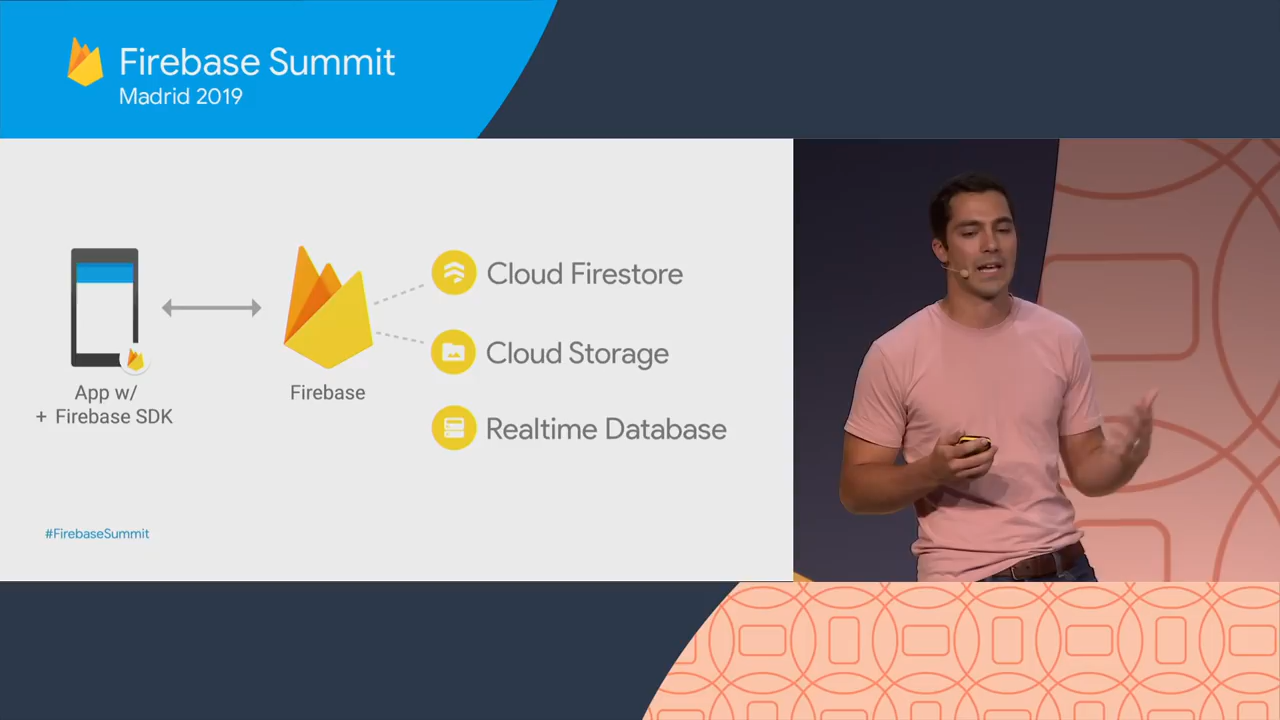 Firebase Summit
Madrid 2019
Cloud Firestore
Cloud Storage
Realtime Database
App w/
+ Firebase SDK
Firebase
#FirebaseSummit